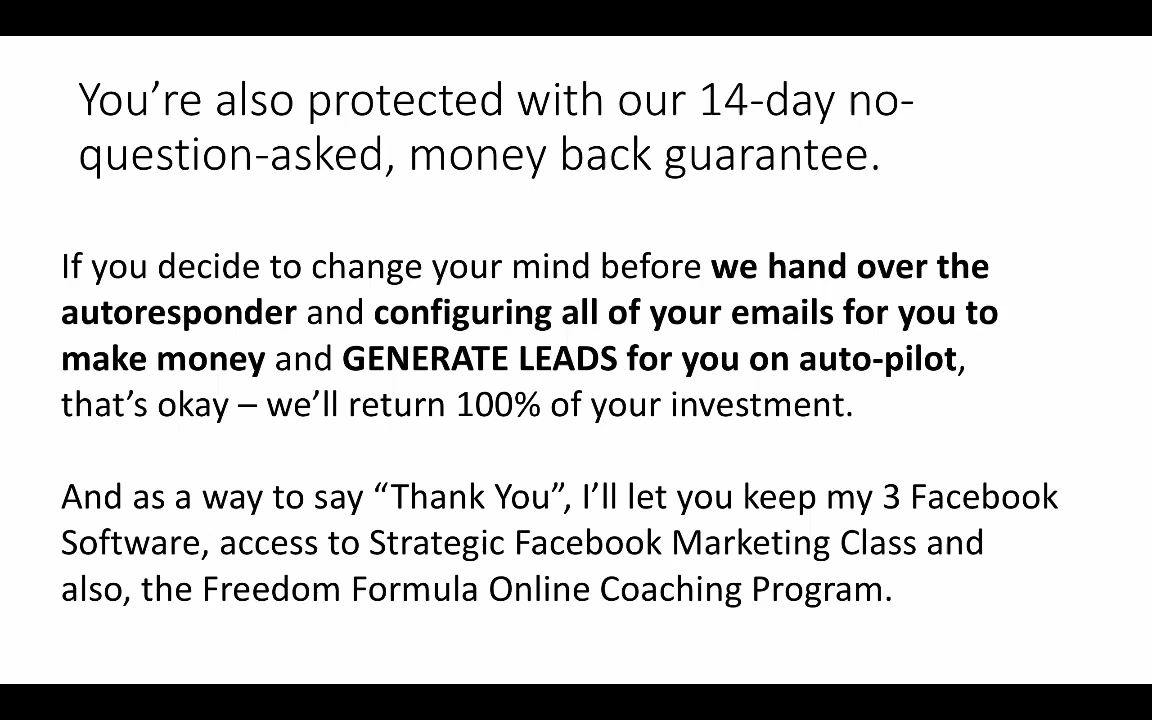 You’re also protected with our 14-day no-
question-asked, money back guarantee.
If you decide to change your mind before we hand over the
autoresponder and configuring all of your emails for you to
make money and GENERATE LEADS for you on auto-pilot,
that’s okay – we’ll return 100% of your investment.
And as a way to say “Thank You”, I’ll let you keep my 3 Facebook
Software, access to Strategic Facebook Marketing Class and
also, the Freedom Formula Online Coaching Program.